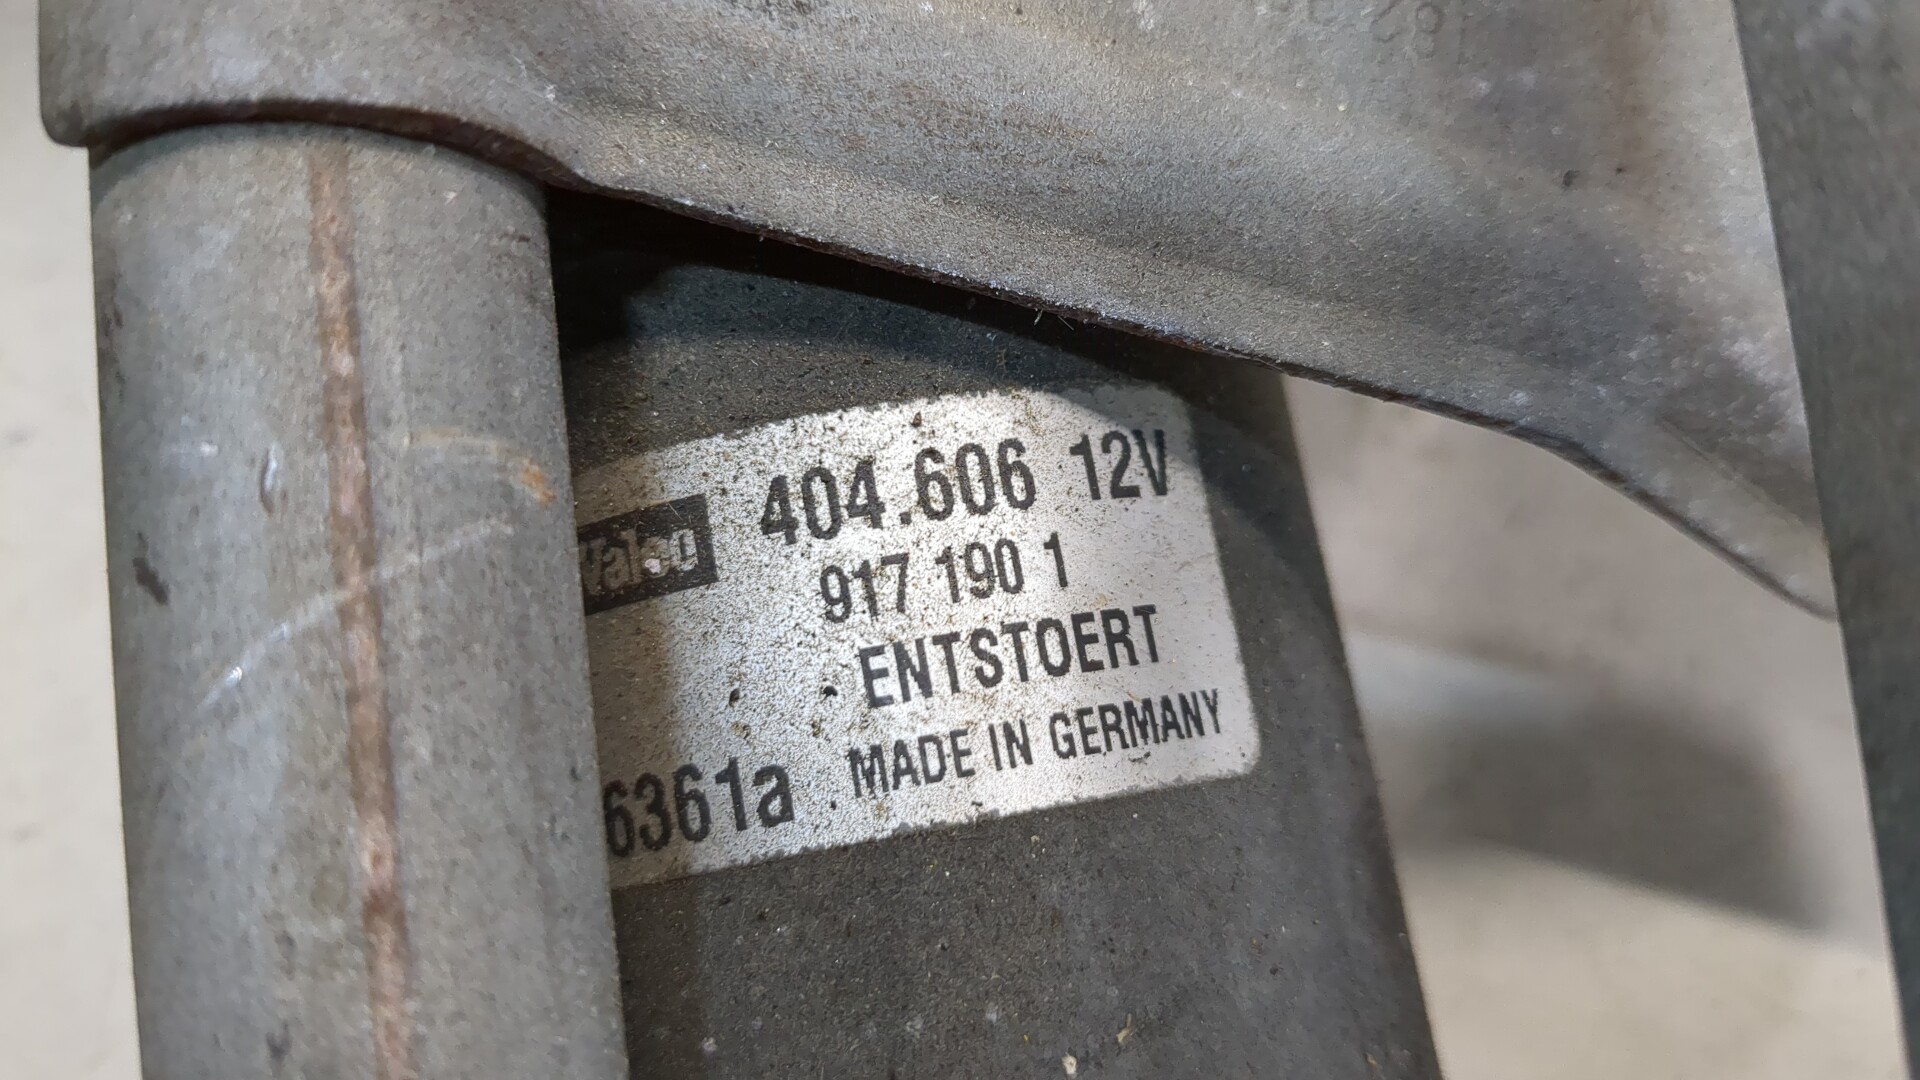 Valeo 404.606 12V
917 190 1
ENTSTOERT
6361a MADE IN GERMANY